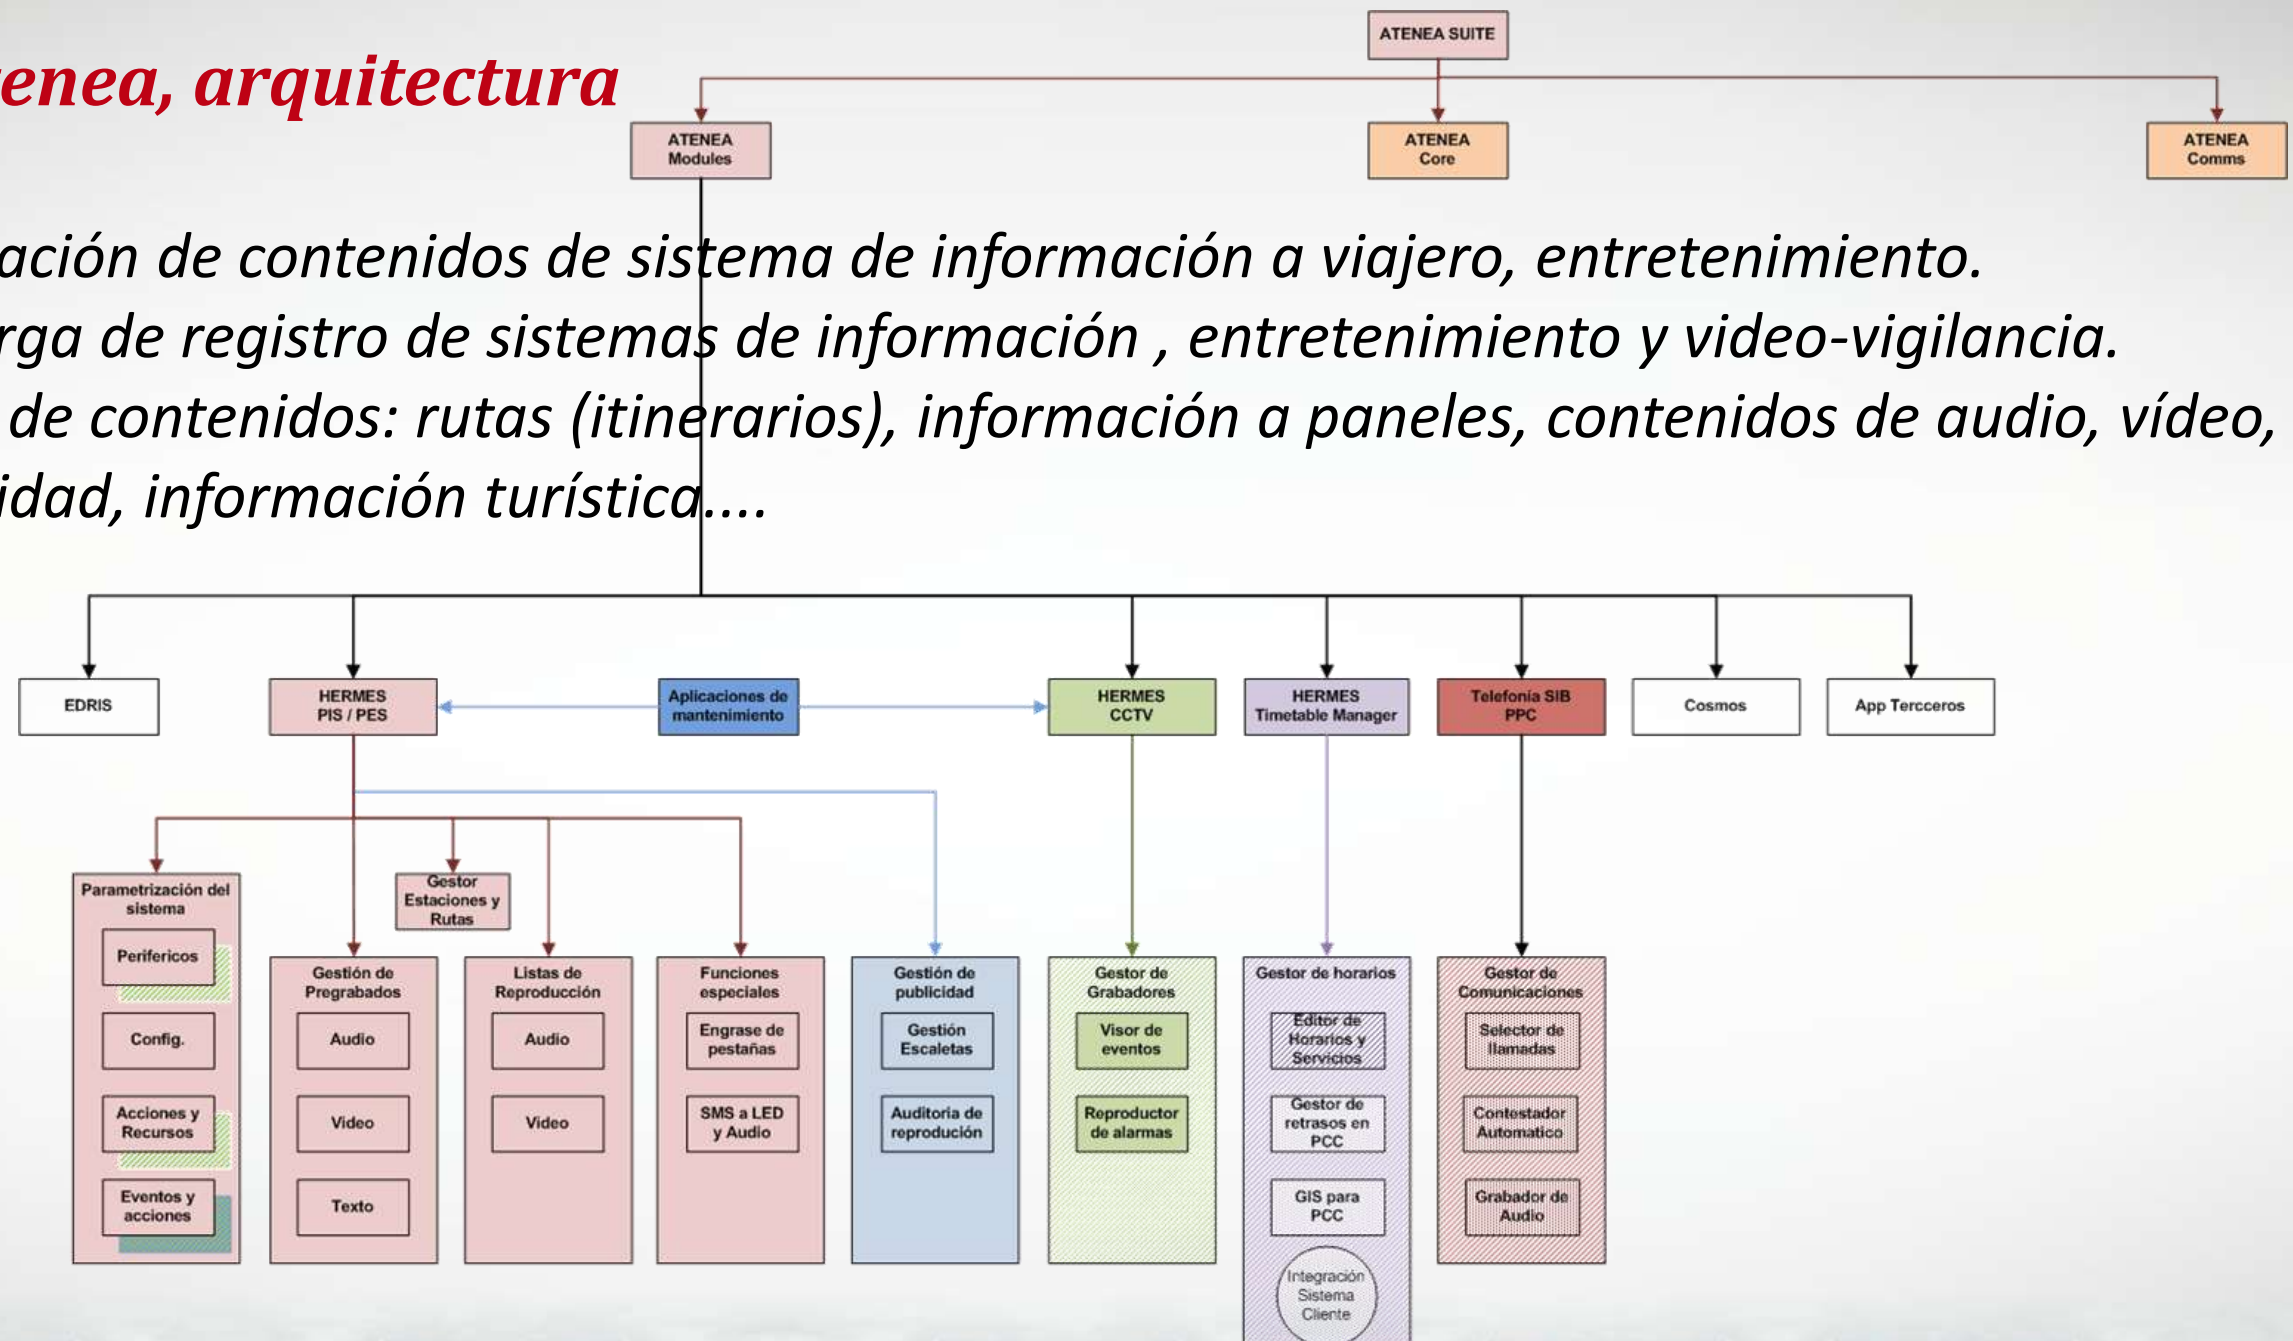 ATENEA SUITE
enea, arquitectura
ATENEA
Modules
ATENEA
Core
ATENEA
Comms
ación de contenidos de sistema de información a viajero, entretenimiento.
rga de registro de sistemas de información , entretenimiento y video-vigilancia.
de contenidos: rutas (itinerarios), información a paneles, contenidos de audio, vídeo,
idad, información turística....
EDRIS
HERMES
PIS / PES
Aplicaciones de
mantenimiento
HERMES
CCTV
HERMES
Timetable Manager
Telefonía SIB
PPC
Cosmos
App Tercceros
Parametrización del
sistema
Perifericos
Config.
Acciones y
Recursos
Eventos y
acciones
Gestor
Estaciones y
Rutas
Gestión de
Pregrabados
Audio
Video
Texto
Listas de
Reproducción
Audio
Video
Funciones
especiales
Engrase de
pestañas
SMS a LED
y Audio
Gestión de
publicidad
Gestión
Escaletas
Auditoria de
reprodución
Gestor de
Grabadores
Visor de
eventos
Reproductor
de alarmas
Gestor de horarios
Editor de
Horarios y
Servicios
Gestor de
retrasos en
PCC
GIS para
PCC
Integración
Sistema
Cliente
Gestor de
Comunicaciones
Selector de
llamadas
Contestador
Automatico
Grabador de
Audio